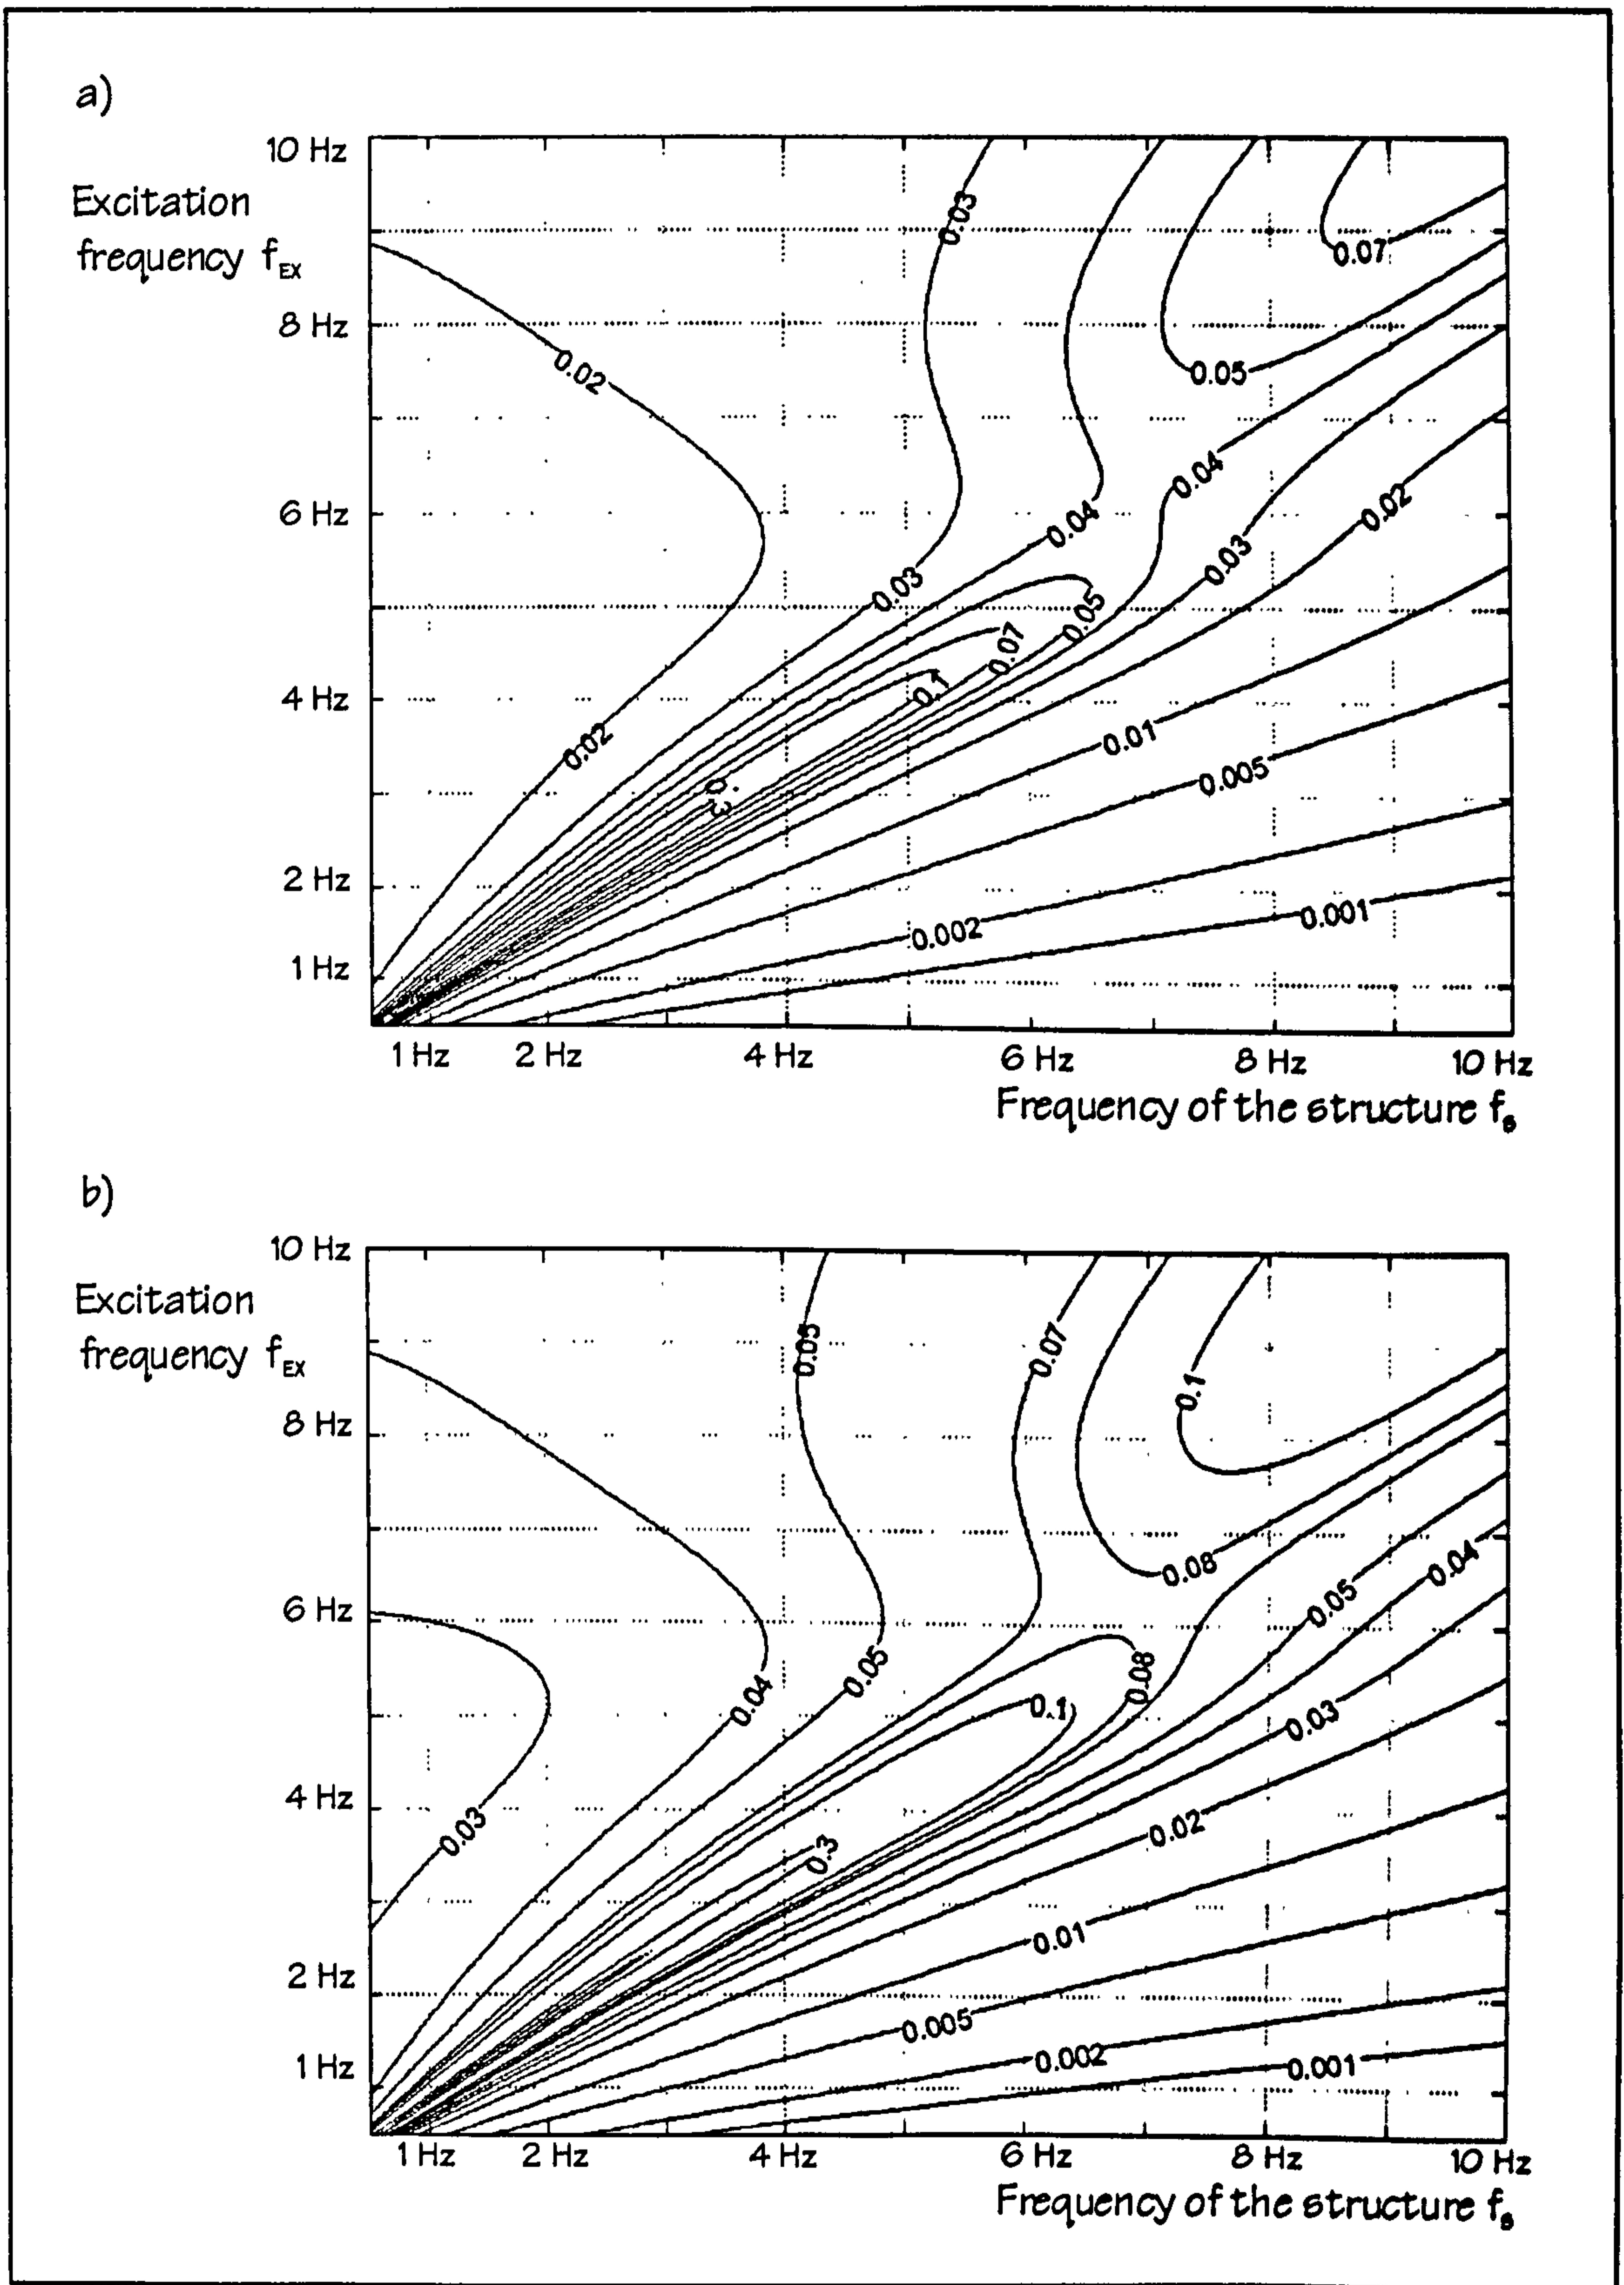 a)
10 Hz
Excitation
frequency f_EX
8 Hz
6 Hz
4 Hz
2 Hz
1 Hz
0.03
0.07
0.02
0.05
0.04
0.02
0.04
0.03
0.03
0.05
0.07
0.1
0.02
0.01
0.005
0.3
0.002
0.001
1 Hz 2 Hz 4 Hz 6 Hz 8 Hz 10 Hz
Frequency of the structure f_s
b)
10 Hz
Excitation
frequency f_EX
8 Hz
6 Hz
4 Hz
2 Hz
1 Hz
0.05
0.07
0.1
0.08
0.04
0.05
0.05
0.08
0.04
0.1
0.03
0.03
0.3
0.02
0.01
0.005
0.002
0.001
1 Hz 2 Hz 4 Hz 6 Hz 8 Hz 10 Hz
Frequency of the structure f_s